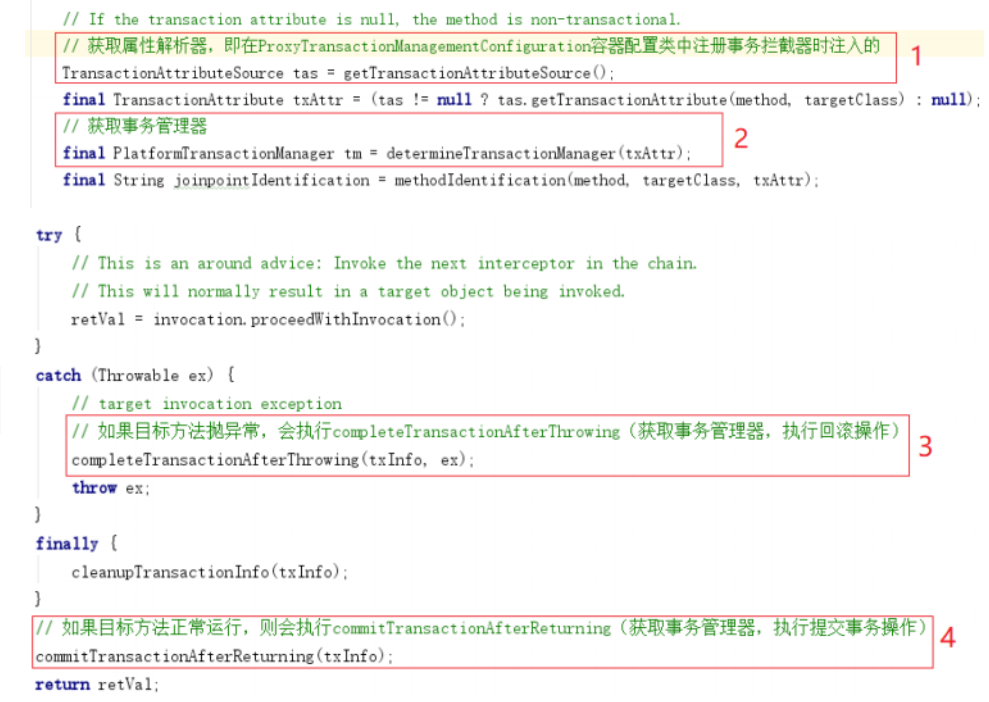 // If the transaction attribute is null, the method is non-transactional.
// 获取属性解析器，即在ProxyTransactionManagementConfiguration容器配置类中注册事务拦截器时注入的
1
TransactionAttributeSource tas = getTransactionAttributeSource();
final TransactionAttribute txAttr = (tas != null ? tas.getTransactionAttribute(method, targetClass) : null);
// 获取事务管理器
2
final PlatformTransactionManager tm = determineTransactionManager(txAttr);
final String joinpointIdentification = methodIdentification(method, targetClass, txAttr);
try {
// This is an around advice: Invoke the next interceptor in the chain.
// This will normally result in a target object being invoked.
retVal = invocation.proceedWithInvocation();
}
catch (Throwable ex) {
// target invocation exception
// 如果目标方法抛异常，会执行completeTransactionAfterThrowing（获取事务管理器，执行回滚操作）
3
completeTransactionAfterThrowing(txInfo, ex);
throw ex;
}
finally {
cleanupTransactionInfo(txInfo);
}
// 如果目标方法正常运行，则会执行commitTransactionAfterReturning（获取事务管理器，执行提交事务操作）
4
commitTransactionAfterReturning(txInfo);
return retVal;